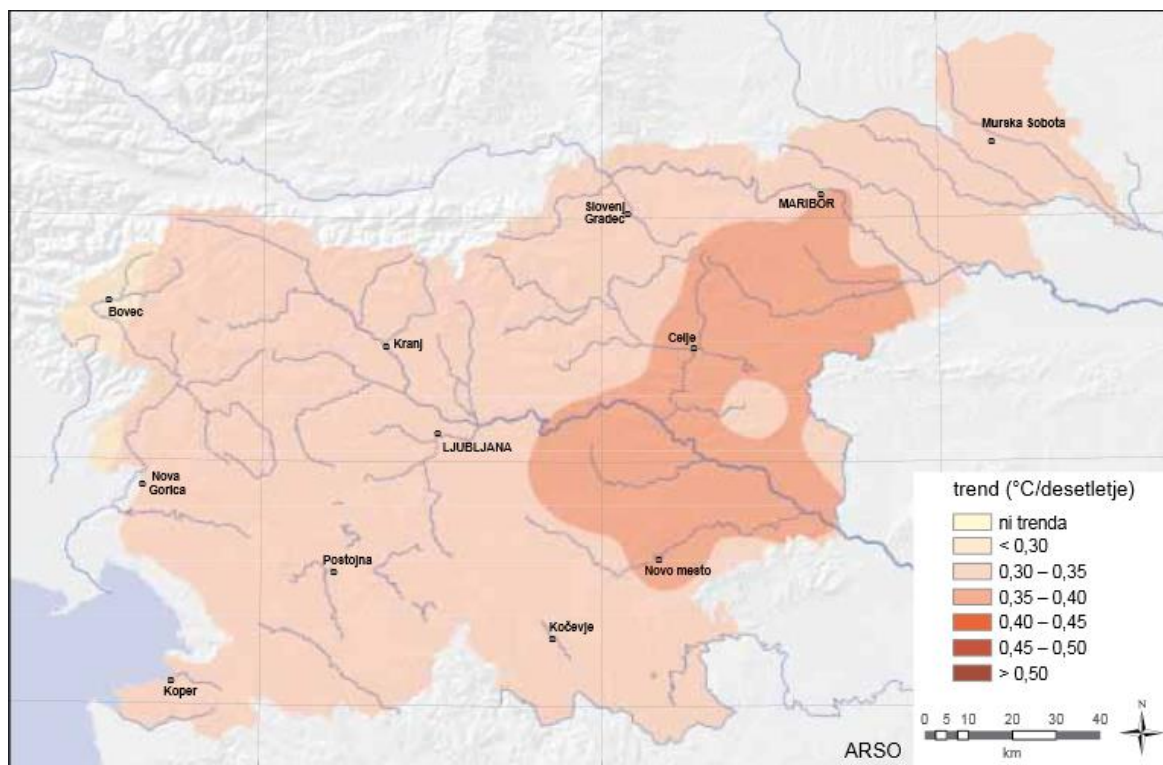 Murska Sobota
MARIBOR
Slovenj
Gradec
Bovec
Kranj
Celje
LJUBLJANA
Nova
Gorica
Postojna
Novo mesto
Kočevje
Koper
trend (°C/desetletje)
ni trenda
< 0,30
0,30 – 0,35
0,35 – 0,40
0,40 – 0,45
0,45 – 0,50
> 0,50
N
0 5 10 20 30 40
km
ARSO